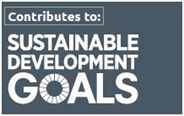 Contributes to:
SUSTAINABLE
DEVELOPMENT
GOALS